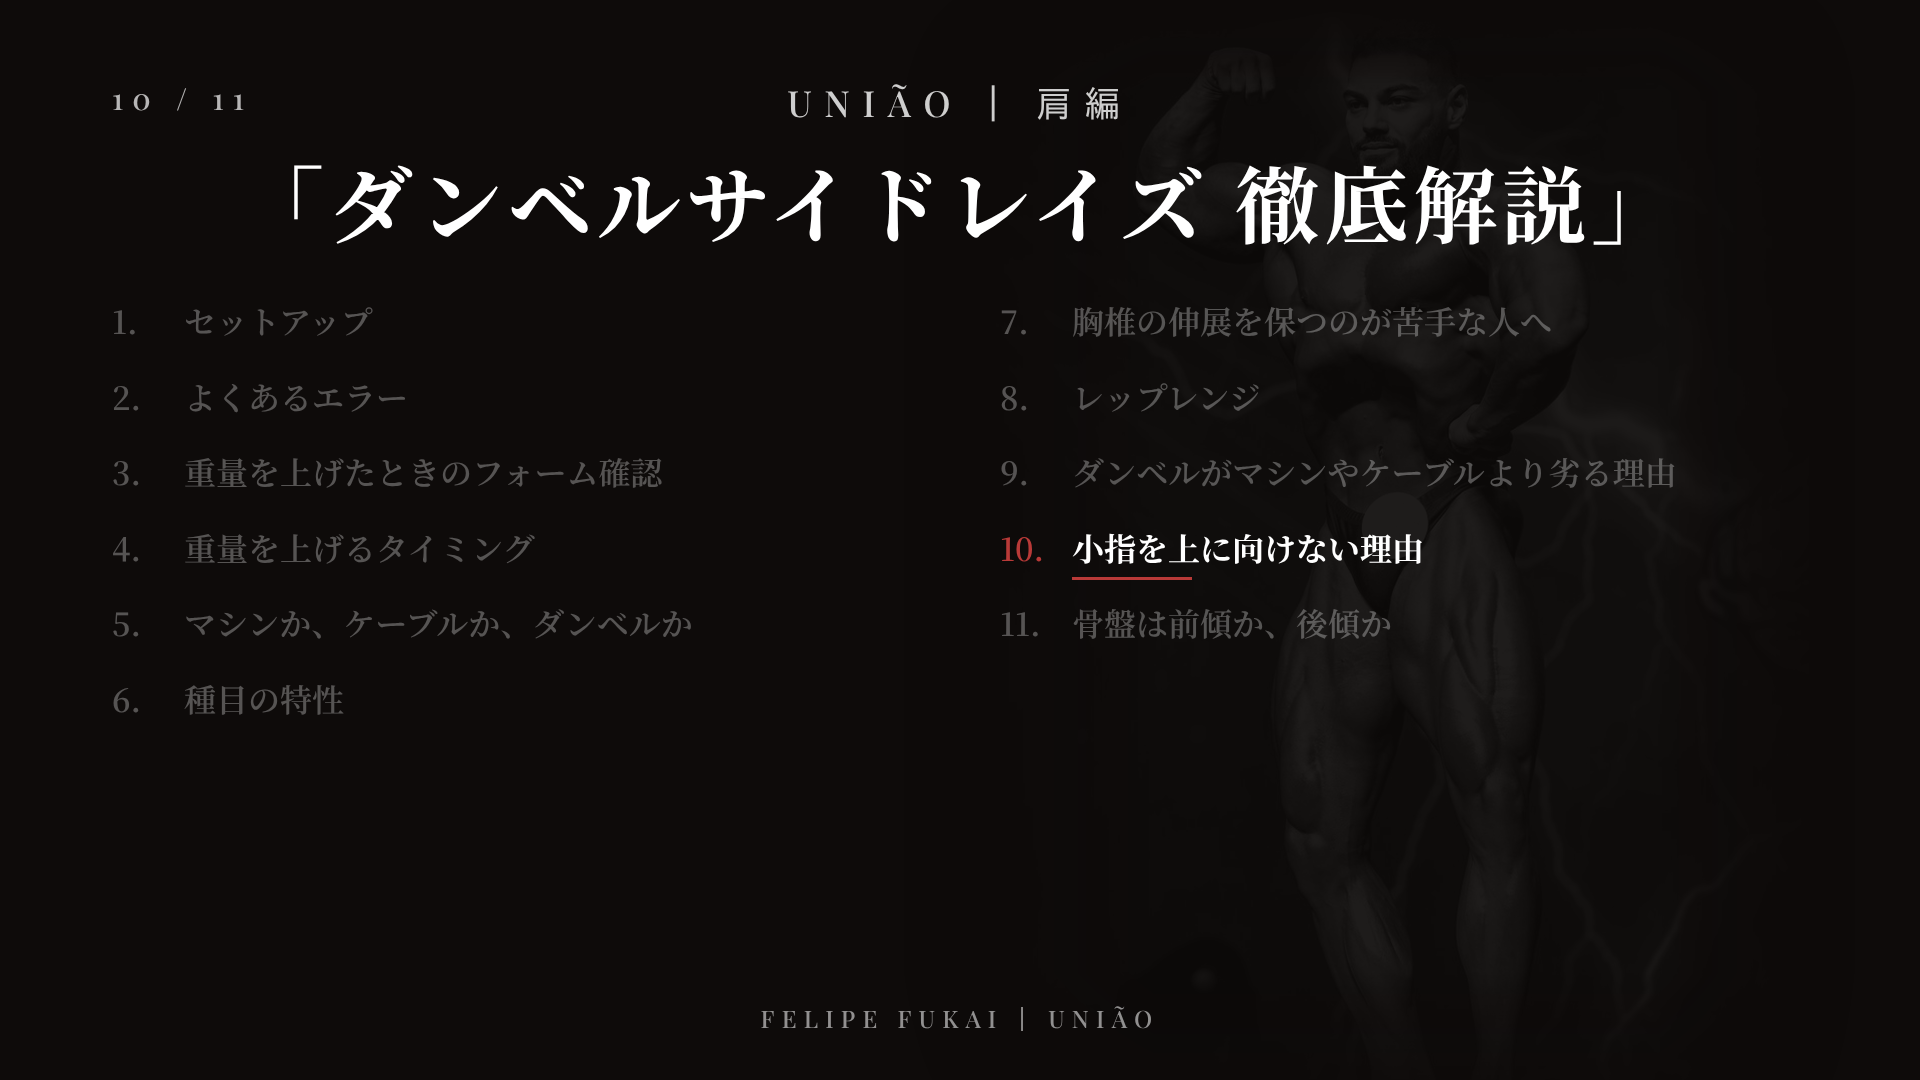 10 / 11
UNIÃO | 肩編
「ダンベルサイドレイズ 徹底解説」
1. セットアップ
2. よくあるエラー
3. 重量を上げたときのフォーム確認
4. 重量を上げるタイミング
5. マシンか、ケーブルか、ダンベルか
6. 種目の特性
7. 胸椎の伸展を保つのが苦手な人へ
8. レップレンジ
9. ダンベルがマシンやケーブルより劣る理由
10. 小指を上に向けない理由
11. 骨盤は前傾か、後傾か
FELIPE FUKAI | UNIÃO